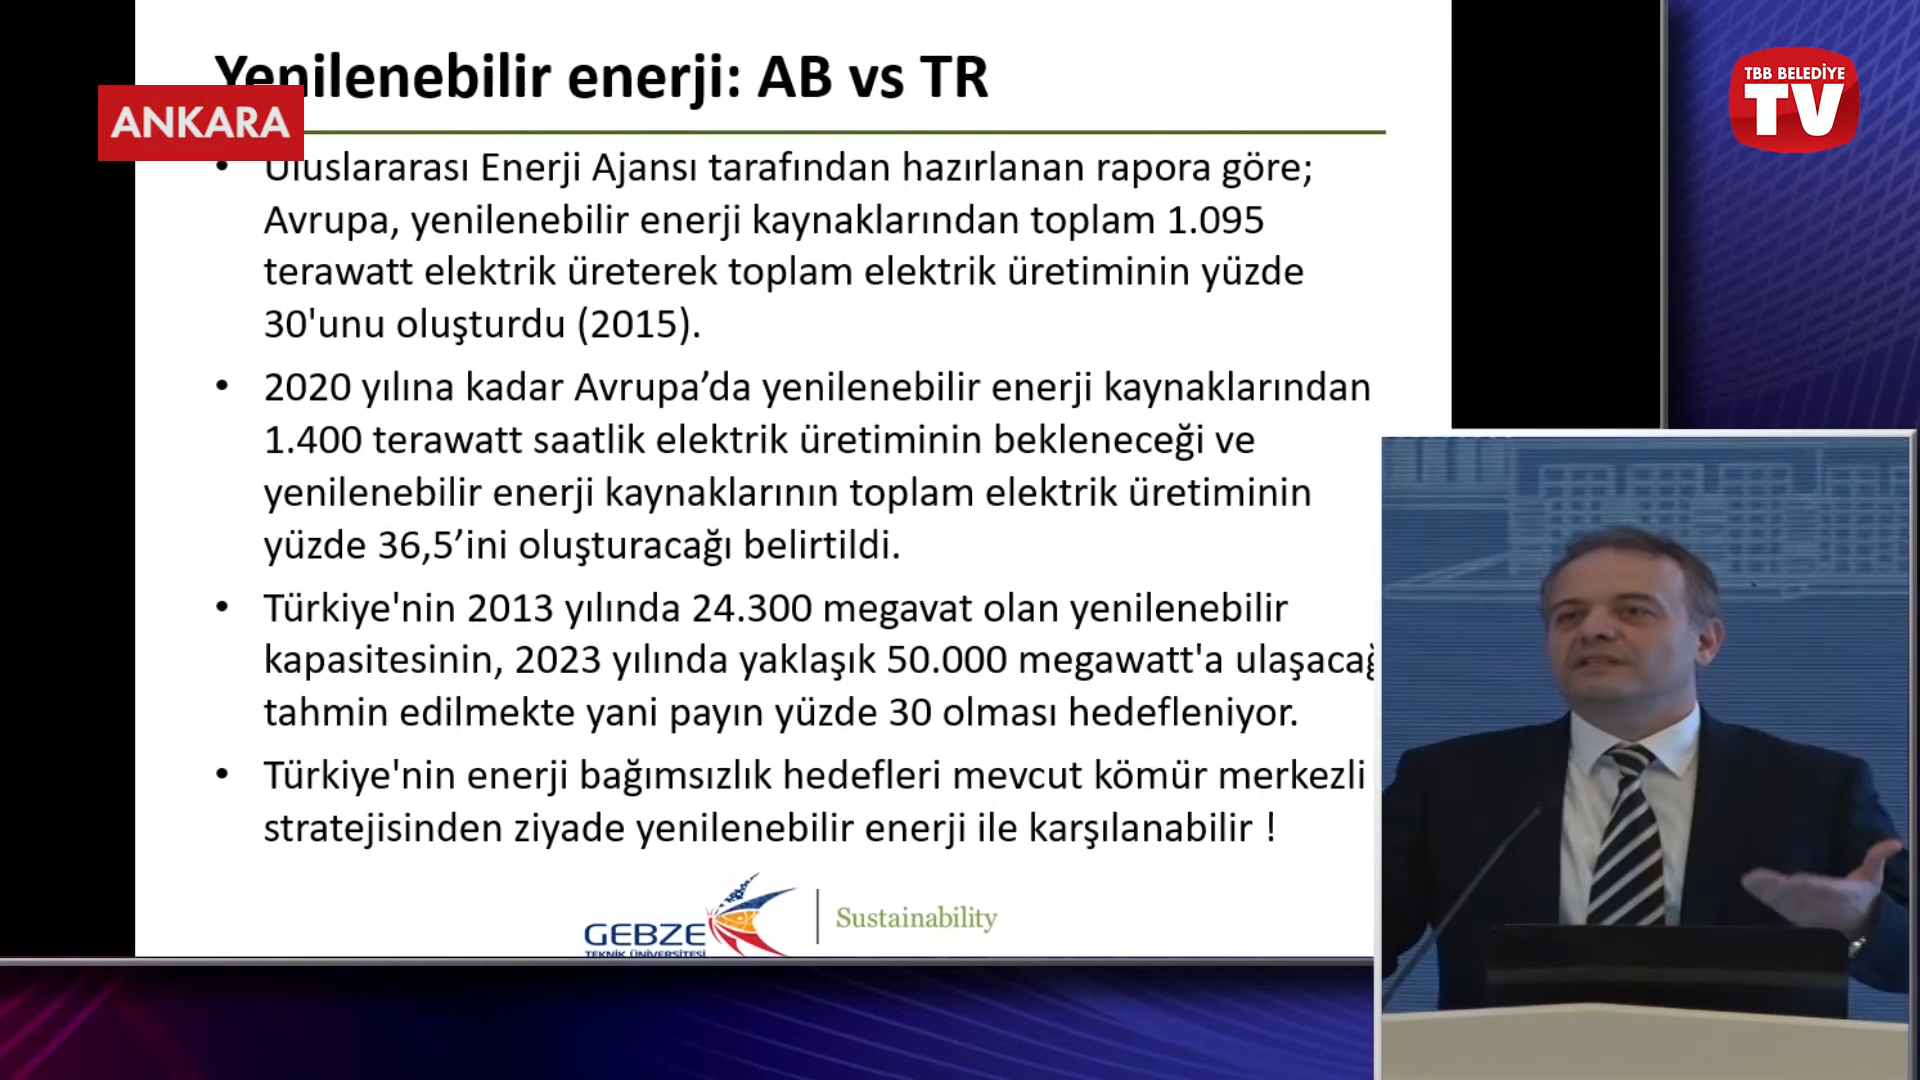 Yenilenebilir enerji: AB vs TR
ANKARA
TBB BELEDİYE
TV
• Uluslararası Enerji Ajansı tarafından hazırlanan rapora göre;
Avrupa, yenilenebilir enerji kaynaklarından toplam 1.095
terawatt elektrik üreterek toplam elektrik üretiminin yüzde
30'unu oluşturdu (2015).
• 2020 yılına kadar Avrupa’da yenilenebilir enerji kaynaklarından
1.400 terawatt saatlik elektrik üretiminin bekleneceği ve
yenilenebilir enerji kaynaklarının toplam elektrik üretiminin
yüzde 36,5’ini oluşturacağı belirtildi.
• Türkiye'nin 2013 yılında 24.300 megavat olan yenilenebilir
kapasitesinin, 2023 yılında yaklaşık 50.000 megawatt'a ulaşacağ
tahmin edilmekte yani payın yüzde 30 olması hedefleniyor.
• Türkiye'nin enerji bağımsızlık hedefleri mevcut kömür merkezli
stratejisinden ziyade yenilenebilir enerji ile karşılanabilir !
GEBZE
TEKNİK ÜNİVERSİTESİ
Sustainability